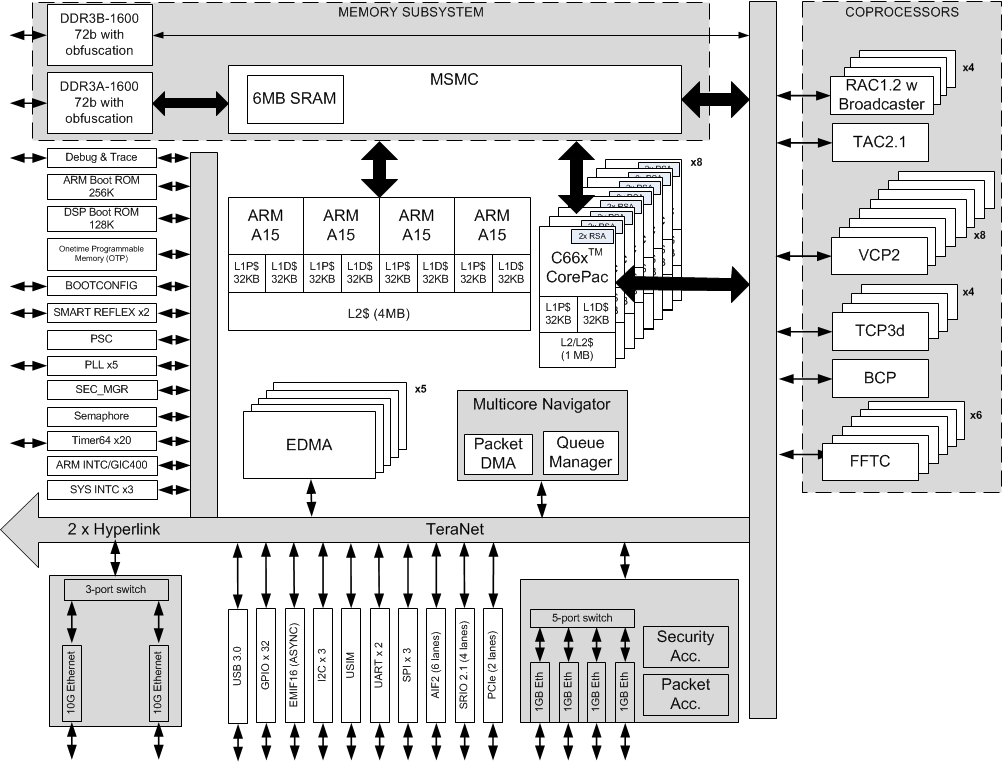 MEMORY SUBSYSTEM
DDR3B-1600
72b with
obfuscation
DDR3A-1600
72b with
obfuscation
MSMC
6MB SRAM
COPROCESSORS
x4
RAC1.2 w
Broadcaster
TAC2.1
x8
VCP2
x4
TCP3d
BCP
x6
FFTC
Debug & Trace
ARM Boot ROM
256K
DSP Boot ROM
128K
Onetime Programmable
Memory (OTP)
BOOTCONFIG
SMART REFLEX x2
PSC
PLL x5
SEC_MGR
Semaphore
Timer64 x20
ARM INTC/GIC400
SYS INTC x3
ARM
A15
ARM
A15
ARM
A15
ARM
A15
L1P$
32KB
L1D$
32KB
L1P$
32KB
L1D$
32KB
L1P$
32KB
L1D$
32KB
L1P$
32KB
L1D$
32KB
L2$ (4MB)
x8
2x RSA
2x RSA
C66x™
CorePac
L1P$
32KB
L1D$
32KB
L2/L2$
(1 MB)
x5
EDMA
Multicore Navigator
Packet
DMA
Queue
Manager
2 x Hyperlink
TeraNet
3-port switch
10G Ethernet
10G Ethernet
USB 3.0
GPIO x 32
EMIF16 (ASYNC)
I2C x 3
USIM
UART x 2
SPI x 3
AIF2 (6 lanes)
SRIO 2.1 (4 lanes)
PCIe (2 lanes)
5-port switch
1GB Eth
1GB Eth
1GB Eth
1GB Eth
Security
Acc.
Packet
Acc.